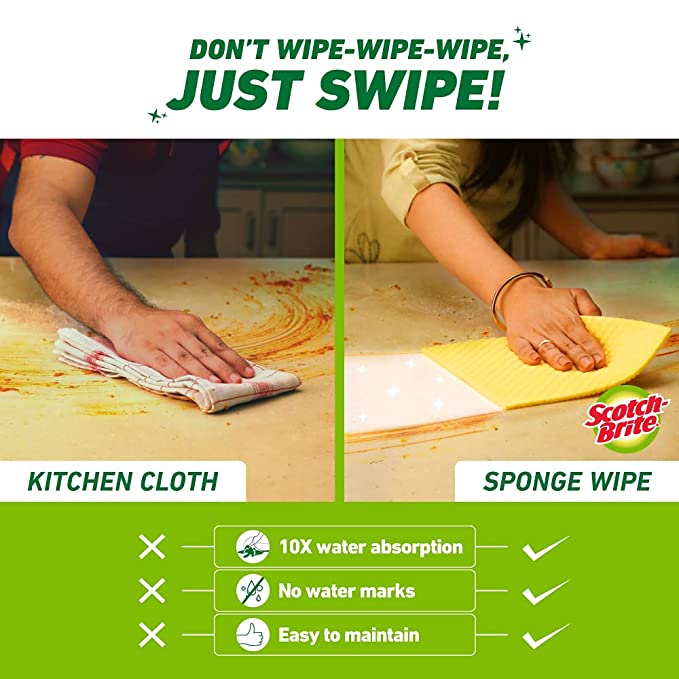 DON'T WIPE-WIPE-WIPE,
JUST SWIPE!
Scotch-
Brite
KITCHEN CLOTH
SPONGE WIPE
10X water absorption
No water marks
Easy to maintain